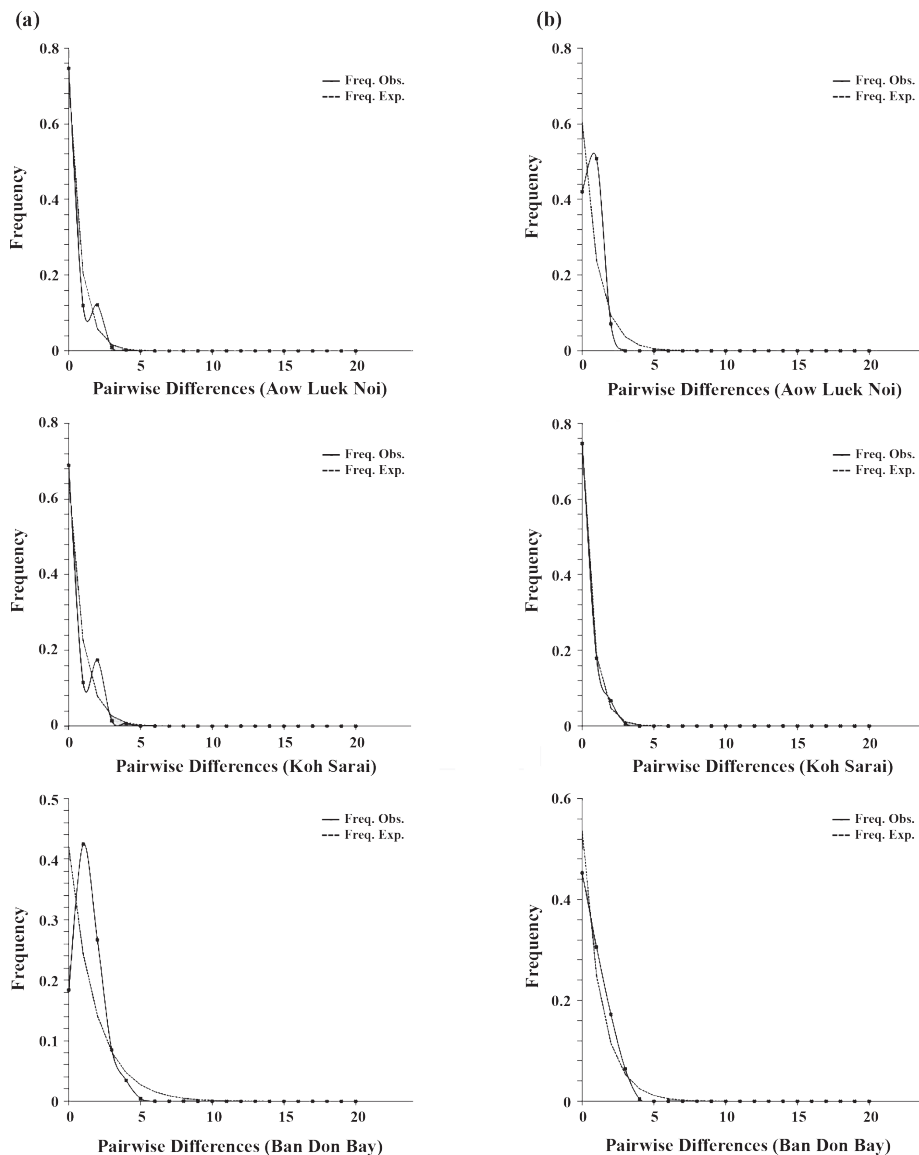 (a)
0.8
0.6
0.4
0.2
0
Frequency
Freq. Obs.
Freq. Exp.
0 5 10 15 20
Pairwise Differences (Aow Luek Noi)
0.8
0.6
0.4
0.2
0
Frequency
Freq. Obs.
Freq. Exp.
0 5 10 15 20
Pairwise Differences (Koh Sarai)
0.5
0.4
0.3
0.2
0.1
0
Frequency
Freq. Obs.
Freq. Exp.
0 5 10 15 20
Pairwise Differences (Ban Don Bay)
(b)
0.8
0.6
0.4
0.2
0
Frequency
Freq. Obs.
Freq. Exp.
0 5 10 15 20
Pairwise Differences (Aow Luek Noi)
0.8
0.6
0.4
0.2
0
Frequency
Freq. Obs.
Freq. Exp.
0 5 10 15 20
Pairwise Differences (Koh Sarai)
0.6
0.4
0.2
0
Frequency
Freq. Obs.
Freq. Exp.
0 5 10 15 20
Pairwise Differences (Ban Don Bay)